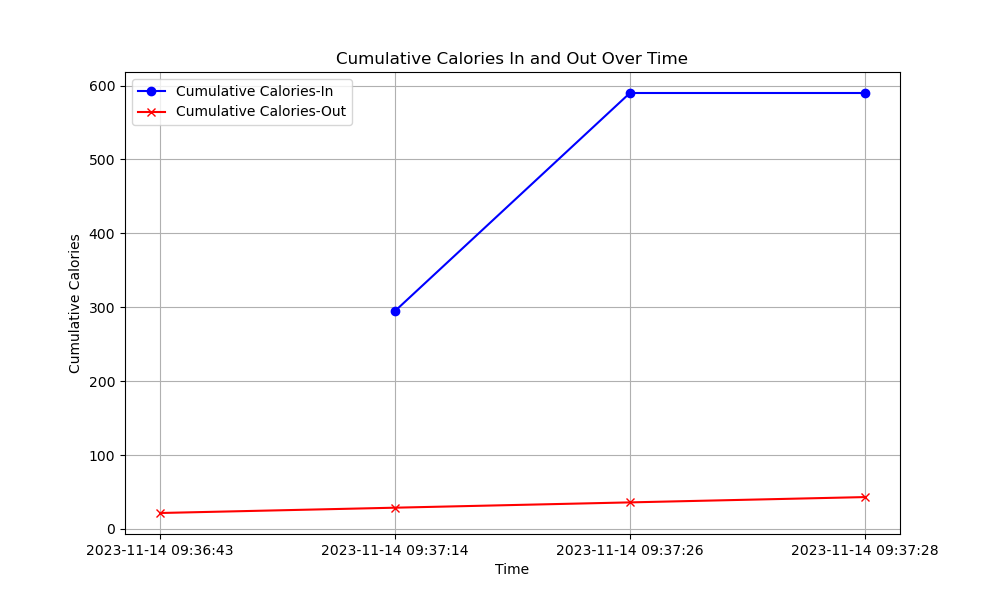 Cumulative Calories In and Out Over Time
Cumulative Calories-In
Cumulative Calories-Out
Cumulative Calories
600
500
400
300
200
100
0
2023-11-14 09:36:43
2023-11-14 09:37:14
2023-11-14 09:37:26
2023-11-14 09:37:28
Time